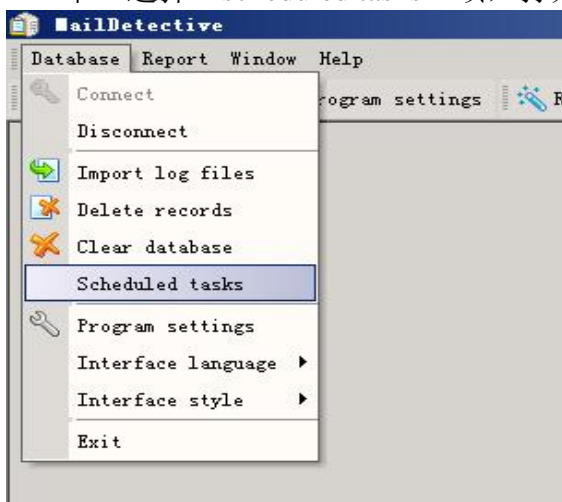 MailDetective
Database Report Window Help
Connect
rogram settings R
Disconnect
Import log files
Delete records
Clear database
Scheduled tasks
Program settings
Interface language
Interface style
Exit